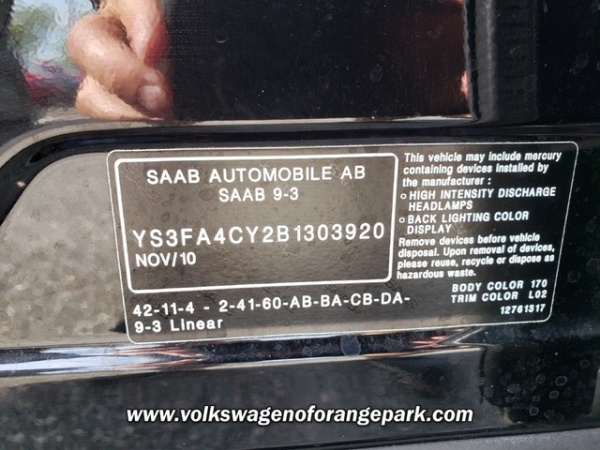 SAAB AUTOMOBILE AB
SAAB 9-3
YS3FA4CY2B1303920
NOV/10
42-11-4 - 2-41-60-AB-BA-CB-DA-
9-3 Linear
This vehicle may include mercury
containing devices installed by
the manufacturer :
○ HIGH INTENSITY DISCHARGE
HEADLAMPS
○ BACK LIGHTING COLOR
DISPLAY
Remove devices before vehicle
disposal. Upon removal of devices,
please reuse, recycle or dispose as
hazardous waste.
BODY COLOR 170
TRIM COLOR L02
12761317
www.volkswagenoforangepark.com